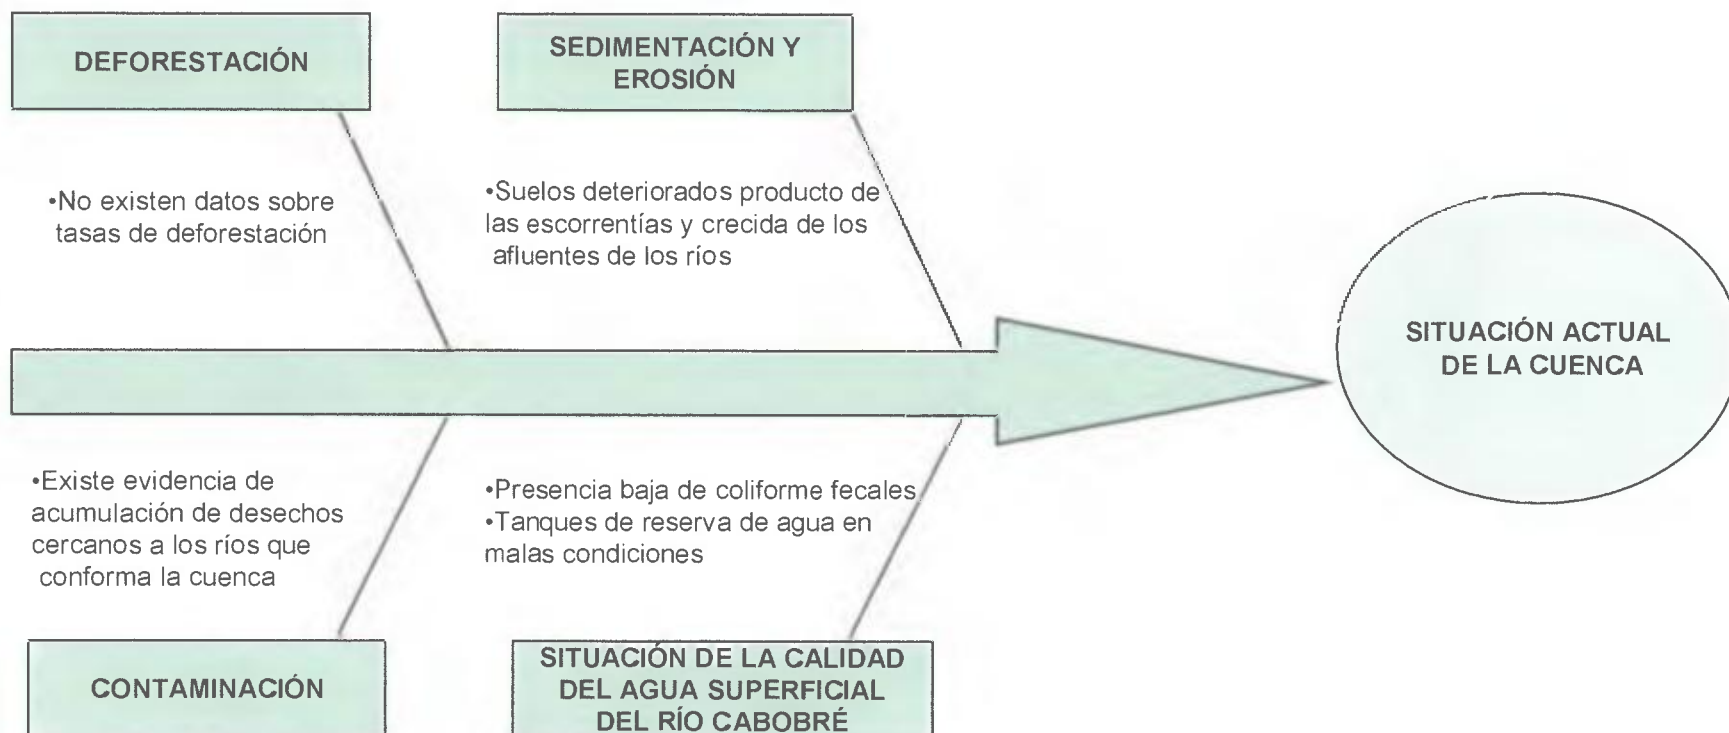 DEFORESTACIÓN
SEDIMENTACIÓN Y
EROSIÓN
•No existen datos sobre
tasas de deforestación
•Suelos deteriorados producto de
las escorrentías y crecida de los
afluentes de los ríos
SITUACIÓN ACTUAL
DE LA CUENCA
•Existe evidencia de
acumulación de desechos
cercanos a los ríos que
conforma la cuenca
•Presencia baja de coliforme fecales
•Tanques de reserva de agua en
malas condiciones
CONTAMINACIÓN
SITUACIÓN DE LA CALIDAD
DEL AGUA SUPERFICIAL
DEL RÍO CABOBRÉ